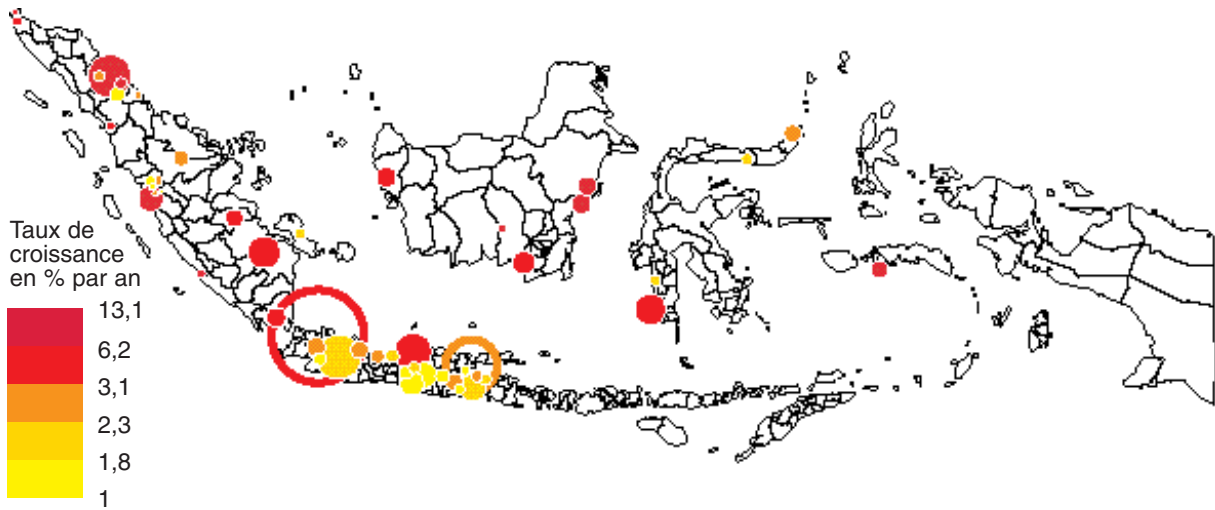 Taux de
croissance
en % par an
13,1
6,2
3,1
2,3
1,8
1